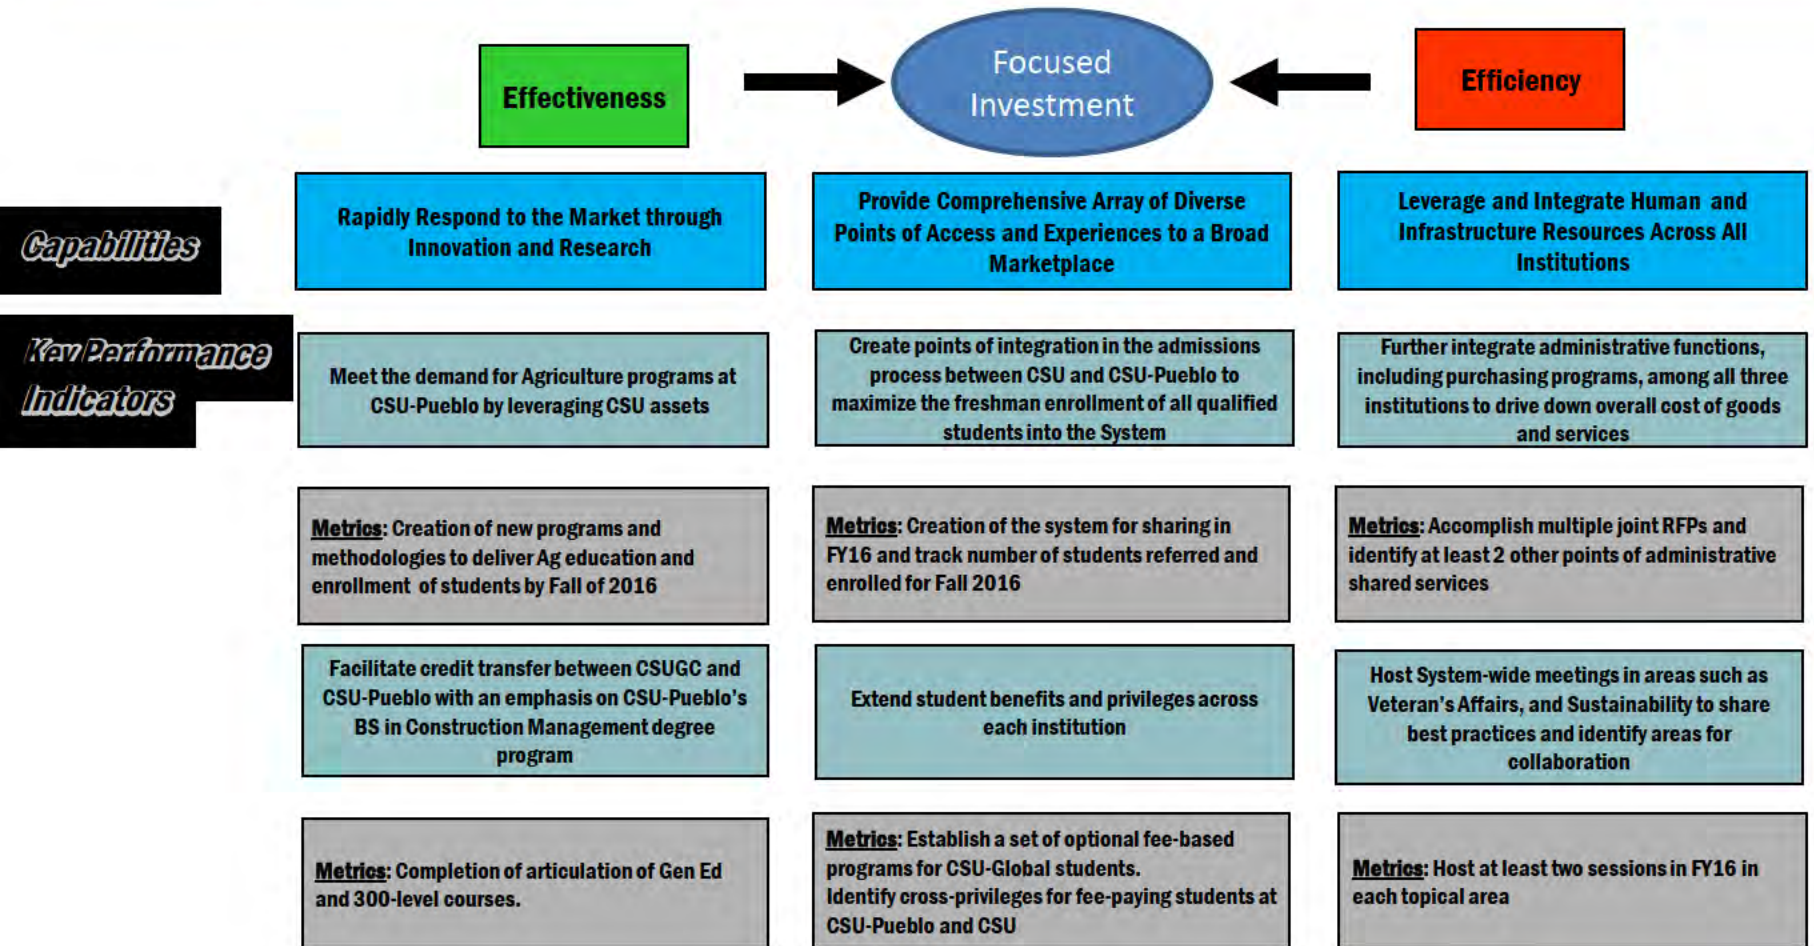 Effectiveness
Focused
Investment
Efficiency
Capabilities
Rapidly Respond to the Market through
Innovation and Research
Provide Comprehensive Array of Diverse
Points of Access and Experiences to a Broad
Marketplace
Leverage and Integrate Human and
Infrastructure Resources Across All
Institutions
Key Performance
Indicators
Meet the demand for Agriculture programs at
CSU-Pueblo by leveraging CSU assets
Create points of integration in the admissions
process between CSU and CSU-Pueblo to
maximize the freshman enrollment of all qualified
students into the System
Further integrate administrative functions,
including purchasing programs, among all three
institutions to drive down overall cost of goods
and services
Metrics: Creation of new programs and
methodologies to deliver Ag education and
enrollment of students by Fall of 2016
Metrics: Creation of the system for sharing in
FY16 and track number of students referred and
enrolled for Fall 2016
Metrics: Accomplish multiple joint RFPs and
identify at least 2 other points of administrative
shared services
Facilitate credit transfer between CSUGC and
CSU-Pueblo with an emphasis on CSU-Pueblo's
BS in Construction Management degree
program
Extend student benefits and privileges across
each institution
Host System-wide meetings in areas such as
Veteran's Affairs, and Sustainability to share
best practices and identify areas for
collaboration
Metrics: Completion of articulation of Gen Ed
and 300-level courses.
Metrics: Establish a set of optional fee-based
programs for CSU-Global students.
Identify cross-privileges for fee-paying students at
CSU-Pueblo and CSU
Metrics: Host at least two sessions in FY16 in
each topical area